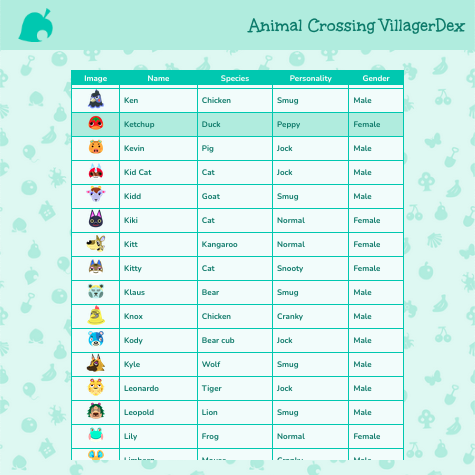 Animal Crossing VillagerDex
Image Name Species Personality Gender
Ken Chicken Smug Male
Ketchup Duck Peppy Female
Kevin Pig Jock Male
Kid Cat Cat Jock Male
Kidd Goat Smug Male
Kiki Cat Normal Female
Kitt Kangaroo Normal Female
Kitty Cat Snooty Female
Klaus Bear Smug Male
Knox Chicken Cranky Male
Kody Bear cub Jock Male
Kyle Wolf Smug Male
Leonardo Tiger Jock Male
Leopold Lion Smug Male
Lily Frog Normal Female